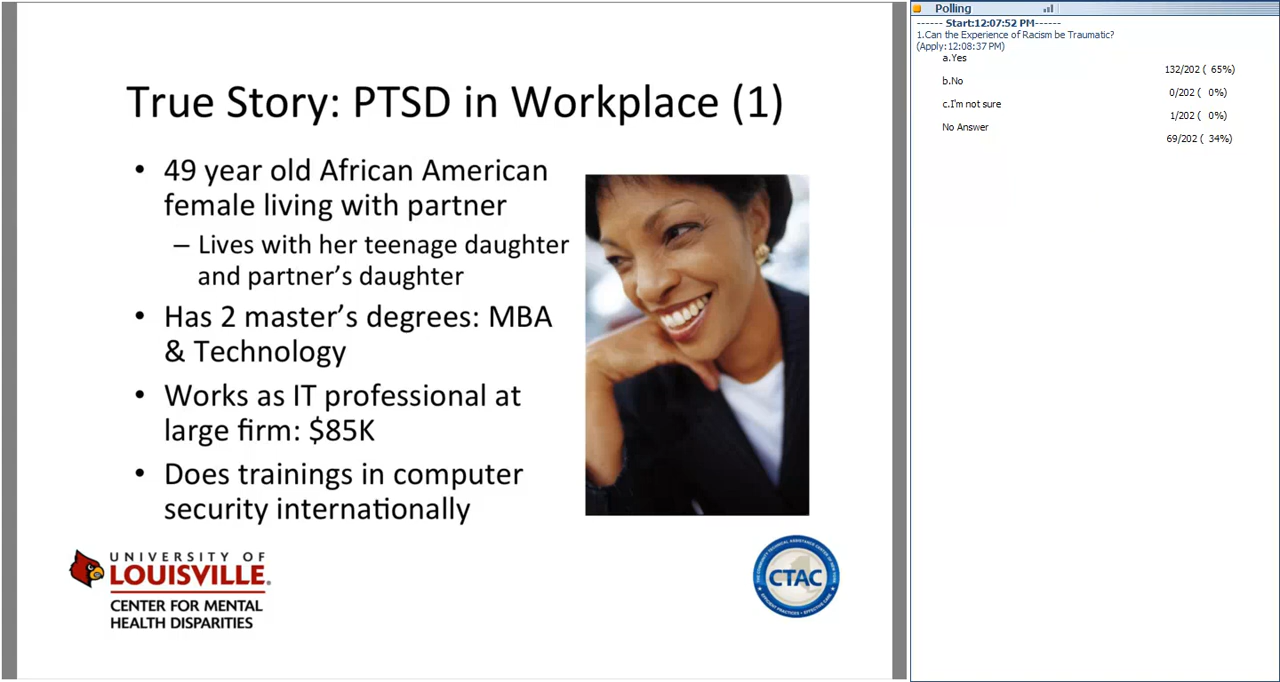 True Story: PTSD in Workplace (1)
• 49 year old African American
female living with partner
– Lives with her teenage daughter
and partner’s daughter
• Has 2 master’s degrees: MBA
& Technology
• Works as IT professional at
large firm: $85K
• Does trainings in computer
security internationally
UNIVERSITY OF
LOUISVILLE®
CENTER FOR MENTAL
HEALTH DISPARITIES
CTAC
Polling
------ Start:12:07:52 PM------
1.Can the Experience of Racism be Traumatic?
(Apply:12:08:37 PM)
a.Yes
132/202 ( 65%)
b.No
0/202 ( 0%)
c.I'm not sure
1/202 ( 0%)
No Answer
69/202 ( 34%)